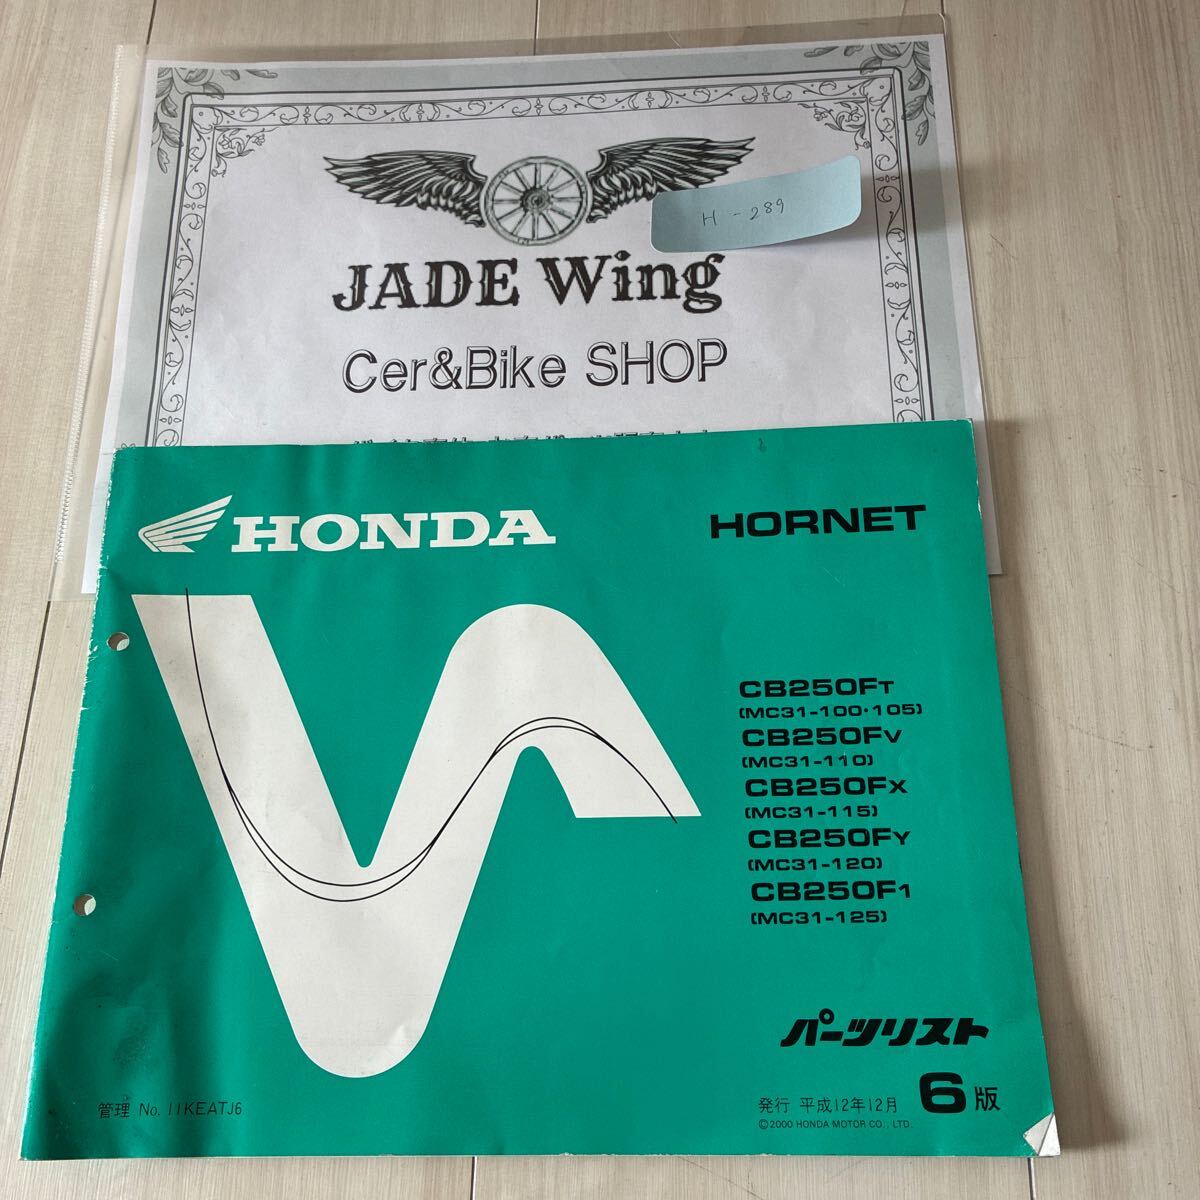 H-289
JADE Wing
Cer&Bike SHOP
HONDA
HORNET
CB250FT
(MC31-100・105)
CB250FV
(MC31-110)
CB250FX
(MC31-115)
CB250FY
(MC31-120)
CB250F1
(MC31-125)
パーツリスト
管理 No. 11KEATJ6
発行 平成12年12月 6版
©2000 HONDA MOTOR CO., LTD.